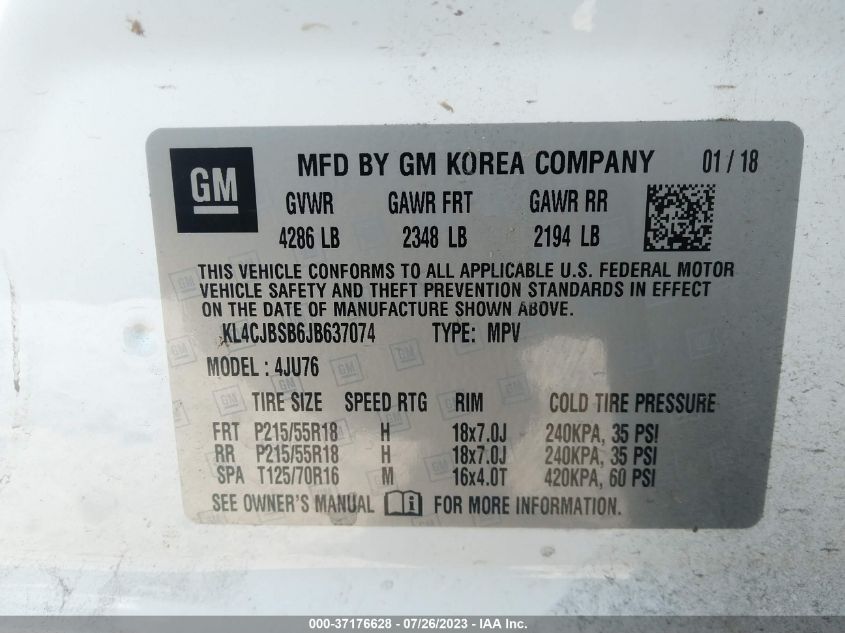 GM
MFD BY GM KOREA COMPANY 01 / 18
GVWR GAWR FRT GAWR RR
4286 LB 2348 LB 2194 LB
THIS VEHICLE CONFORMS TO ALL APPLICABLE U.S. FEDERAL MOTOR
VEHICLE SAFETY AND THEFT PREVENTION STANDARDS IN EFFECT
ON THE DATE OF MANUFACTURE SHOWN ABOVE.
KL4CJBSB6JB637074 TYPE: MPV
MODEL : 4JU76
TIRE SIZE SPEED RTG RIM COLD TIRE PRESSURE
FRT P215/55R18 H 18x7.0J 240KPA, 35 PSI
RR P215/55R18 H 18x7.0J 240KPA, 35 PSI
SPA T125/70R16 M 16x4.0T 420KPA, 60 PSI
SEE OWNER'S MANUAL FOR MORE INFORMATION.
000-37176628 - 07/26/2023 - IAA Inc.